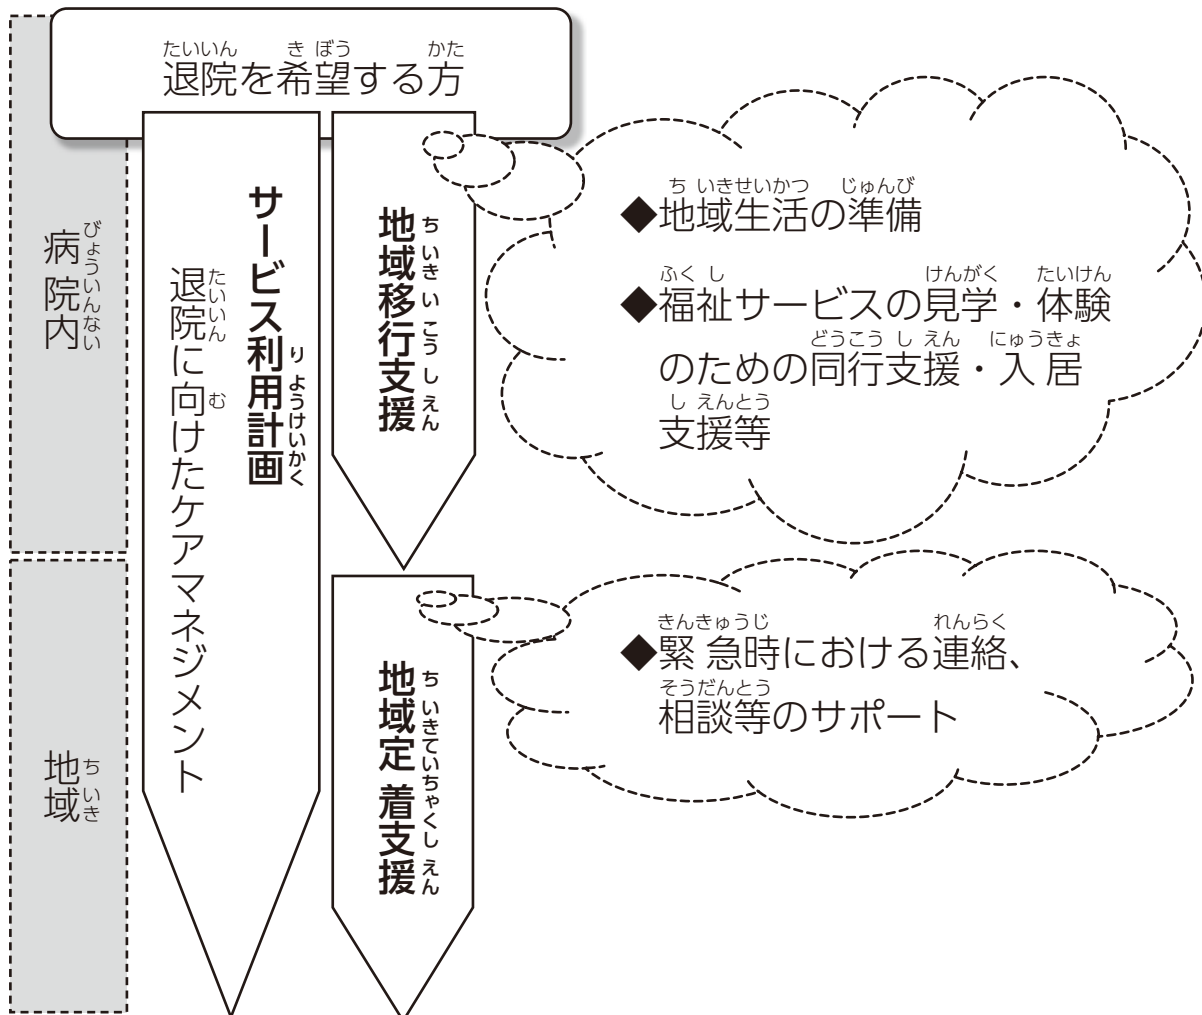 退院を希望する方
病院内
サービス利用計画
退院に向けたケアマネジメント
地域移行支援
◆地域生活の準備
◆福祉サービスの見学・体験
のための同行支援・入居
支援等
地域
地域定着支援
◆緊急時における連絡、
相談等のサポート